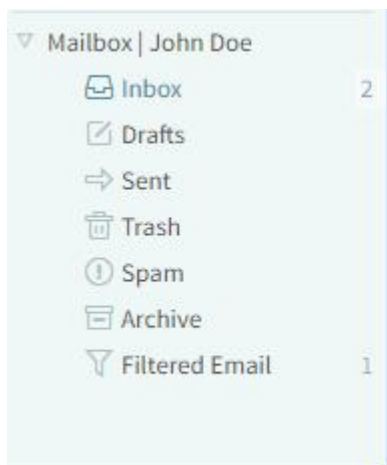 Mailbox | John Doe
Inbox 2
Drafts
Sent
Trash
Spam
Archive
Filtered Email 1